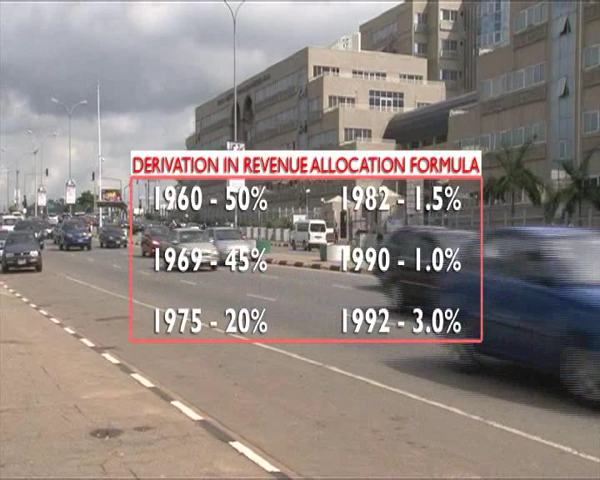 DERIVATION IN REVENUE ALLOCATION FORMULA
1960 - 50% 1982 - 1.5%
1969 - 45% 1990 - 1.0%
1975 - 20% 1992 - 3.0%